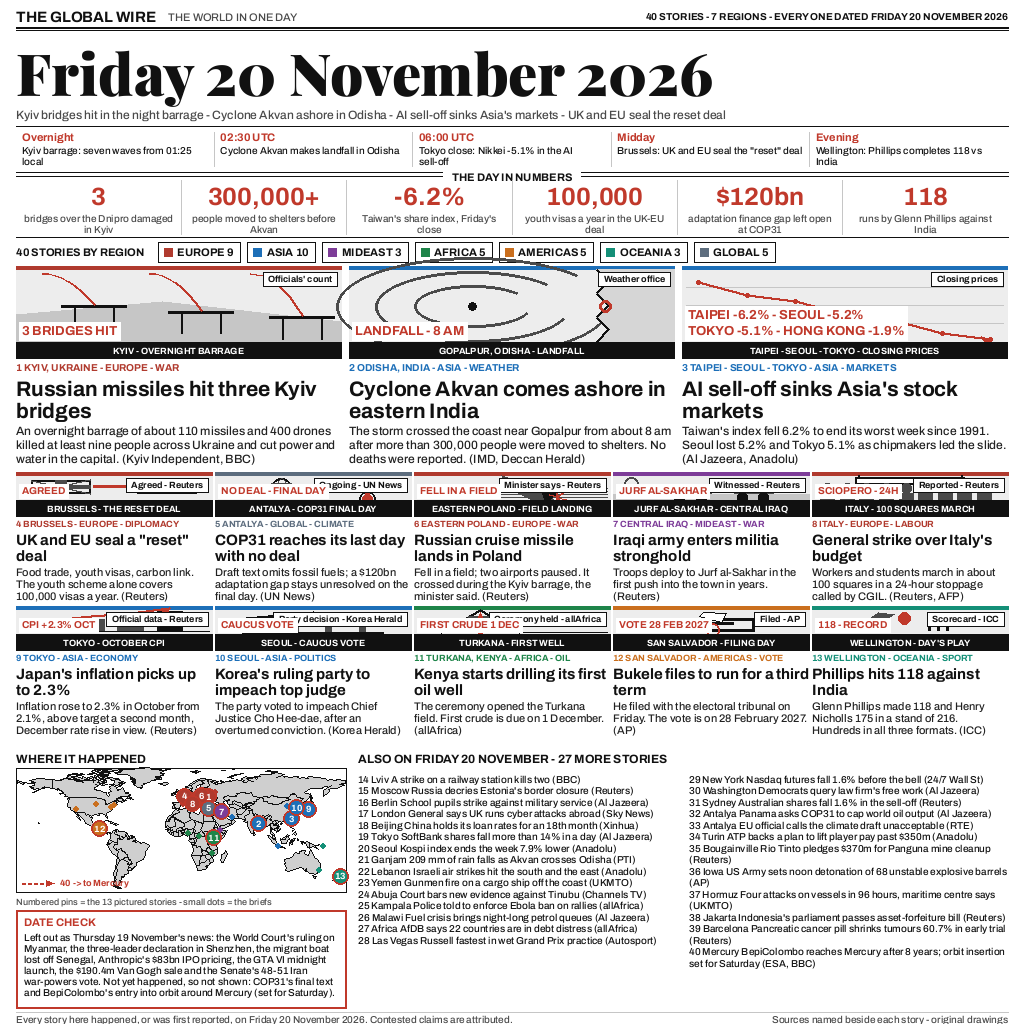 THE GLOBAL WIRE THE WORLD IN ONE DAY
40 STORIES - 7 REGIONS - EVERY ONE DATED FRIDAY 20 NOVEMBER 2026
Friday 20 November 2026
Kyiv bridges hit in the night barrage - Cyclone Akvan ashore in Odisha - AI sell-off sinks Asia's markets - UK and EU seal the reset deal
Overnight
Kyiv barrage: seven waves from 01:25
local
02:30 UTC
Cyclone Akvan makes landfall in Odisha
06:00 UTC
Tokyo close: Nikkei -5.1% in the AI
sell-off
Midday
Brussels: UK and EU seal the "reset" deal
Evening
Wellington: Phillips completes 118 vs
India
THE DAY IN NUMBERS
3
bridges over the Dnipro damaged
in Kyiv
300,000+
people moved to shelters before
Akvan
-6.2%
Taiwan's share index, Friday's
close
100,000
youth visas a year in the UK-EU
deal
$120bn
adaptation finance gap left open
at COP31
118
runs by Glenn Phillips against
India
40 STORIES BY REGION
EUROPE 9
ASIA 10
MIDEAST 3
AFRICA 5
AMERICAS 5
OCEANIA 3
GLOBAL 5
Officials' count
3 BRIDGES HIT
KYIV - OVERNIGHT BARRAGE
1 KYIV, UKRAINE - EUROPE - WAR
Russian missiles hit three Kyiv
bridges
An overnight barrage of about 110 missiles and 400 drones
killed at least nine people across Ukraine and cut power and
water in the capital. (Kyiv Independent, BBC)
Weather office
LANDFALL - 8 AM
GOPALPUR, ODISHA - LANDFALL
2 ODISHA, INDIA - ASIA - WEATHER
Cyclone Akvan comes ashore in
eastern India
The storm crossed the coast near Gopalpur from about 8 am
after more than 300,000 people were moved to shelters. No
deaths were reported. (IMD, Deccan Herald)
Closing prices
TAIPEI -6.2% - SEOUL -5.2%
TOKYO -5.1% - HONG KONG -1.9%
TAIPEI - SEOUL - TOKYO - CLOSING PRICES
3 TAIPEI - SEOUL - TOKYO - ASIA - MARKETS
AI sell-off sinks Asia's stock
markets
Taiwan's index fell 6.2% to end its worst week since 1991.
Seoul lost 5.2% and Tokyo 5.1% as chipmakers led the slide.
(Al Jazeera, Anadolu)
AGREED
Agreed - Reuters
BRUSSELS - THE RESET DEAL
4 BRUSSELS - EUROPE - DIPLOMACY
UK and EU seal a "reset"
deal
Food trade, youth visas, carbon link.
The youth scheme alone covers
100,000 visas a year. (Reuters)
NO DEAL - FINAL DAY
Ongoing - UN News
ANTALYA - COP31 FINAL DAY
5 ANTALYA - GLOBAL - CLIMATE
COP31 reaches its last day
with no deal
Draft text omits fossil fuels; a $120bn
adaptation gap stays unresolved on the
final day. (UN News)
FELL IN A FIELD
Minister says - Reuters
EASTERN POLAND - FIELD LANDING
6 EASTERN POLAND - EUROPE - WAR
Russian cruise missile
lands in Poland
Fell in a field; two airports paused. It
crossed during the Kyiv barrage, the
minister said. (Reuters)
JURF AL-SAKHAR
Witnessed - Reuters
JURF AL-SAKHAR - CENTRAL IRAQ
7 CENTRAL IRAQ - MIDEAST - WAR
Iraqi army enters militia
stronghold
Troops deploy to Jurf al-Sakhar in the
first push into the town in years.
(Reuters)
SCIOPERO - 24H
Reported - Reuters
ITALY - 100 SQUARES MARCH
8 ITALY - EUROPE - LABOUR
General strike over Italy's
budget
Workers and students march in about
100 squares in a 24-hour stoppage
called by CGIL. (Reuters, AFP)
CPI +2.3% OCT
Official data - Reuters
TOKYO - OCTOBER CPI
9 TOKYO - ASIA - ECONOMY
Japan's inflation picks up
to 2.3%
Inflation rose to 2.3% in October from
2.1%, above target a second month,
December rate rise in view. (Reuters)
CAUCUS VOTE
Party decision - Korea Herald
SEOUL - CAUCUS VOTE
10 SEOUL - ASIA - POLITICS
Korea's ruling party to
impeach top judge
The party voted to impeach Chief
Justice Cho Hee-dae, after an
overturned conviction. (Korea Herald)
FIRST CRUDE 1 DEC
Ceremony held - allAfrica
TURKANA - FIRST WELL
11 TURKANA, KENYA - AFRICA - OIL
Kenya starts drilling its first
oil well
The ceremony opened the Turkana
field. First crude is due on 1 December.
(allAfrica)
VOTE 28 FEB 2027
Filed - AP
SAN SALVADOR - FILING DAY
12 SAN SALVADOR - AMERICAS - VOTE
Bukele files to run for a third
term
He filed with the electoral tribunal on
Friday. The vote is on 28 February 2027.
(AP)
118 - RECORD
Scorecard - ICC
WELLINGTON - DAY'S PLAY
13 WELLINGTON - OCEANIA - SPORT
Phillips hits 118 against
India
Glenn Phillips made 118 and Henry
Nicholls 175 in a stand of 216.
Hundreds in all three formats. (ICC)
WHERE IT HAPPENED
4
6
1
8
5
7
2
10
9
3
12
11
13
40 -> to Mercury
Numbered pins = the 13 pictured stories - small dots = the briefs
DATE CHECK
Left out as Thursday 19 November's news: the World Court's ruling on
Myanmar, the three-leader declaration in Shenzhen, the migrant boat
lost off Senegal, Anthropic's $83bn IPO pricing, the GTA VI midnight
launch, the $190.4m Van Gogh sale and the Senate's 48-51 Iran
war-powers vote. Not yet happened, so not shown: COP31's final text
and BepiColombo's entry into orbit around Mercury (set for Saturday).
ALSO ON FRIDAY 20 NOVEMBER - 27 MORE STORIES
14 Lviv A strike on a railway station kills two (BBC)
15 Moscow Russia decries Estonia's border closure (Reuters)
16 Berlin School pupils strike against military service (Al Jazeera)
17 London General says UK runs cyber attacks abroad (Sky News)
18 Beijing China holds its loan rates for an 18th month (Xinhua)
19 Tokyo SoftBank shares fall more than 14% in a day (Al Jazeera)
20 Seoul Kospi index ends the week 7.9% lower (Anadolu)
21 Ganjam 209 mm of rain falls as Akvan crosses Odisha (PTI)
22 Lebanon Israeli air strikes hit the south and the east (Anadolu)
23 Yemen Gunmen fire on a cargo ship off the coast (UKMTO)
24 Abuja Court bars new evidence against Tinubu (Channels TV)
25 Kampala Police told to enforce Ebola ban on rallies (allAfrica)
26 Malawi Fuel crisis brings night-long petrol queues (Al Jazeera)
27 Africa AfDB says 22 countries are in debt distress (allAfrica)
28 Las Vegas Russell fastest in wet Grand Prix practice (Autosport)
29 New York Nasdaq futures fall 1.6% before the bell (24/7 Wall St)
30 Washington Democrats query law firm's free work (Al Jazeera)
31 Sydney Australian shares fall 1.6% in the sell-off (Reuters)
32 Antalya Panama asks COP31 to cap world oil output (Al Jazeera)
33 Antalya EU official calls the climate draft unacceptable (RTE)
34 Turin ATP backs a plan to lift player pay past $350m (Anadolu)
35 Bougainville Rio Tinto pledges $370m for Panguna mine cleanup
(Reuters)
36 Iowa US Army sets noon detonation of 68 unstable explosive barrels
(AP)
37 Hormuz Four attacks on vessels in 96 hours, maritime centre says
(UKMTO)
38 Jakarta Indonesia's parliament passes asset-forfeiture bill (Reuters)
39 Barcelona Pancreatic cancer pill shrinks tumours 60.7% in early trial
(Reuters)
40 Mercury BepiColombo reaches Mercury after 8 years; orbit insertion
set for Saturday (ESA, BBC)
Every story here happened, or was first reported, on Friday 20 November 2026. Contested claims are attributed.
Sources named beside each story - original drawings